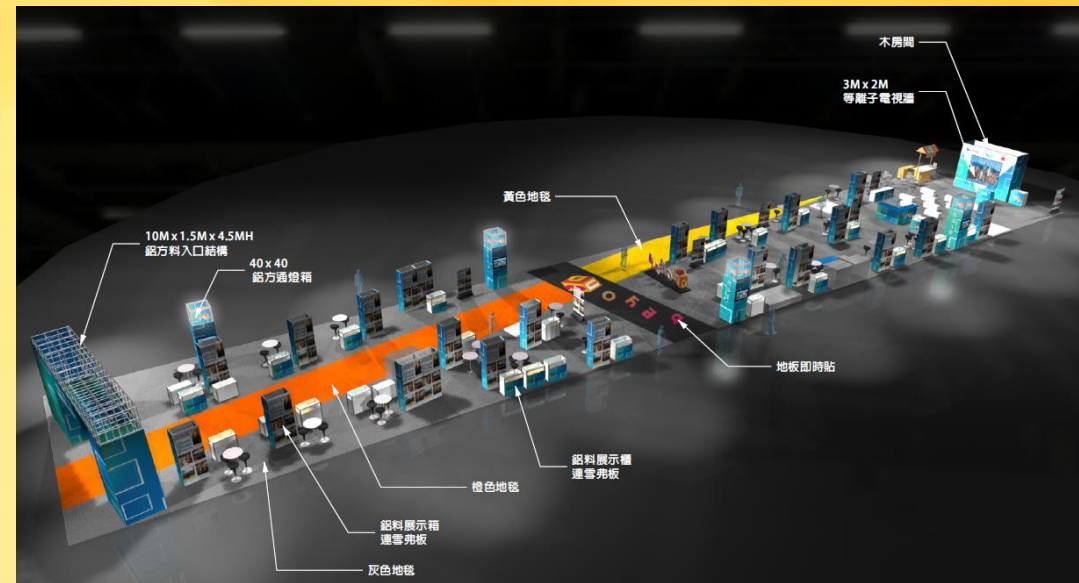 木房間
3M x 2M
等離子電視牆
黃色地毯
10M x 1.5M x 4.5MH
鋁方料入口結構
40 x 40
鋁方通燈箱
地板即時貼
鋁料展示櫃
連雪弗板
橙色地毯
鋁料展示箱
連雪弗板
灰色地毯